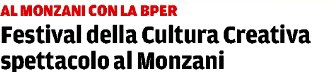 AL MONZANI CON LA BPER
Festival della Cultura Creativa
spettacolo al Monzani